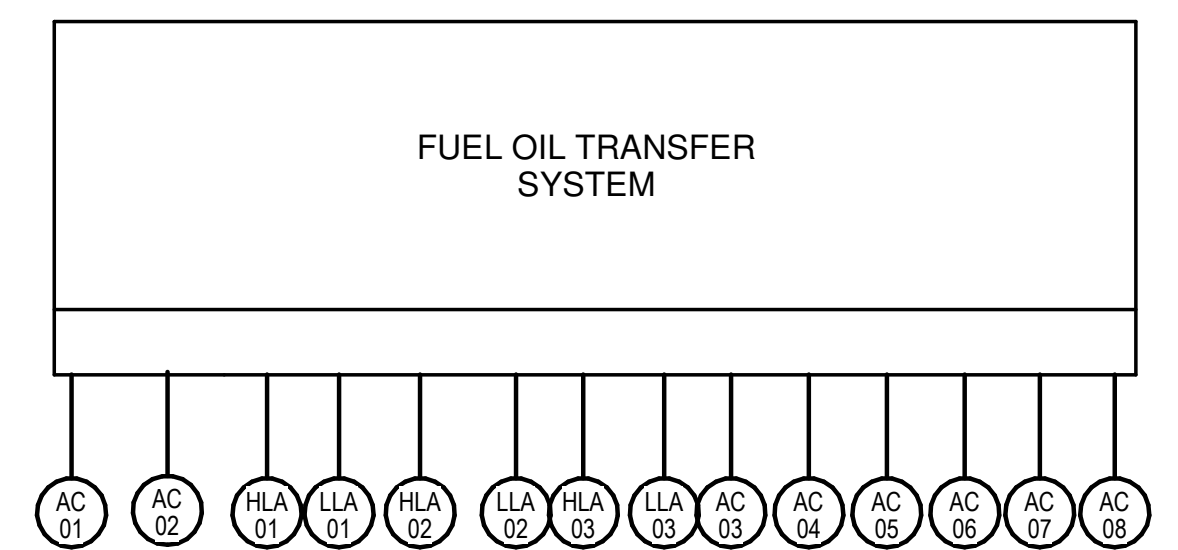 FUEL OIL TRANSFER
SYSTEM
AC
01
AC
02
HLA
01
LLA
01
HLA
02
LLA
02
HLA
03
LLA
03
AC
03
AC
04
AC
05
AC
06
AC
07
AC
08